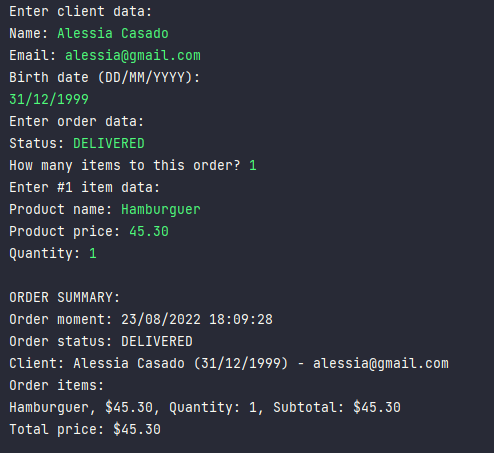 Enter client data:
Name: Alessia Casado
Email: alessia@gmail.com
Birth date (DD/MM/YYYY):
31/12/1999
Enter order data:
Status: DELIVERED
How many items to this order? 1
Enter #1 item data:
Product name: Hamburguer
Product price: 45.30
Quantity: 1

ORDER SUMMARY:
Order moment: 23/08/2022 18:09:28
Order status: DELIVERED
Client: Alessia Casado (31/12/1999) - alessia@gmail.com
Order items:
Hamburguer, $45.30, Quantity: 1, Subtotal: $45.30
Total price: $45.30